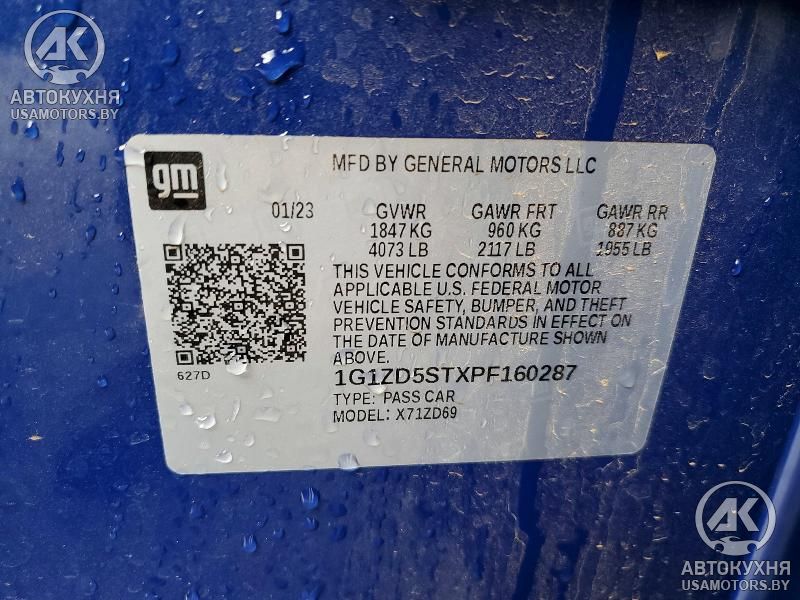 AK
АВТОКУХНЯ
USAMOTORS.BY
gm
MFD BY GENERAL MOTORS LLC
01/23 GVWR GAWR FRT GAWR RR
1847 KG 960 KG 887 KG
4073 LB 2117 LB 1955 LB
THIS VEHICLE CONFORMS TO ALL
APPLICABLE U.S. FEDERAL MOTOR
VEHICLE SAFETY, BUMPER, AND THEFT
PREVENTION STANDARDS IN EFFECT ON
THE DATE OF MANUFACTURE SHOWN
ABOVE.
627D
1G1ZD5STXPF160287
TYPE: PASS CAR
MODEL: X71ZD69
AK
АВТОКУХНЯ
USAMOTORS.BY